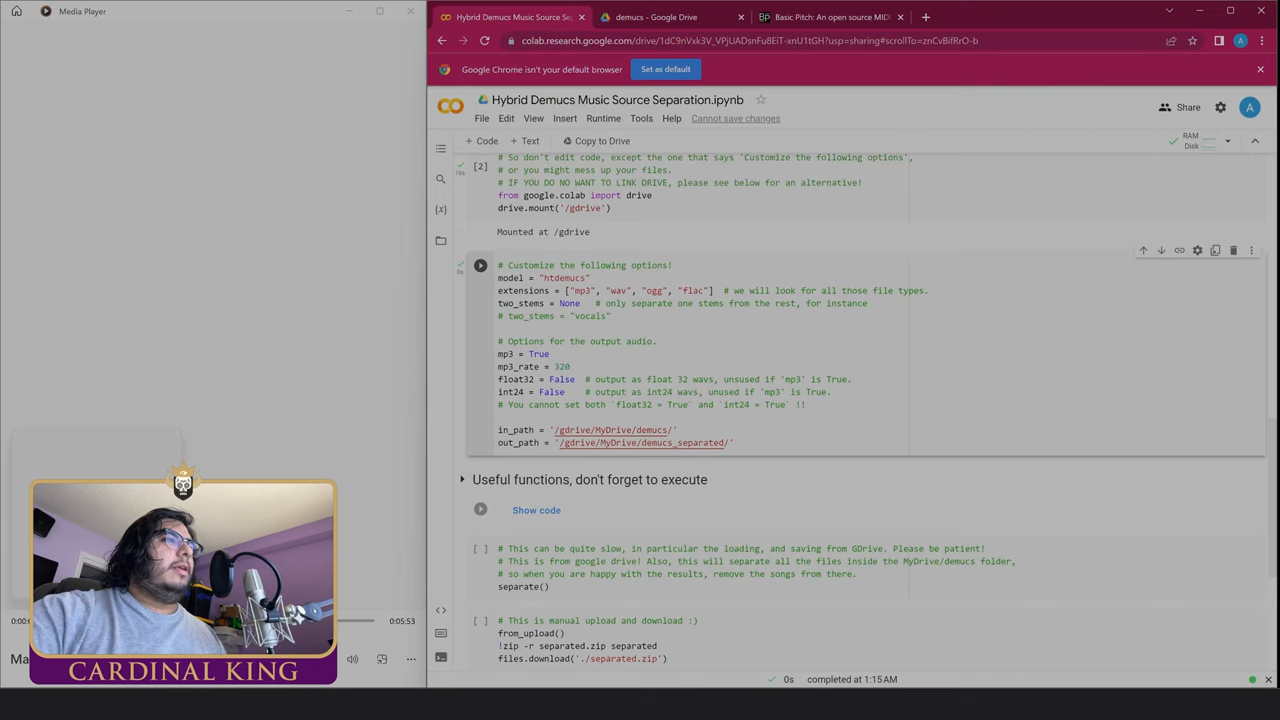 Media Player
Hybrid Demucs Music Source Se
demucs - Google Drive
Basic Pitch: An open source MIDI
colab.research.google.com/drive/1dC9nVxk3V_VPjUADsnFu8EiT-xnU1tGH?usp=sharing#scrollTo=znCvBifRrO-b
A
Google Chrome isn't your default browser
Set as default
Hybrid Demucs Music Source Separation.ipynb
Share
A
File Edit View Insert Runtime Tools Help Cannot save changes
+ Code + Text Copy to Drive
RAM
Disk
# So don't edit code, except the one that says 'Customize the following options',
[2] # or you might mess up your files.
16s
# IF YOU DO NO WANT TO LINK DRIVE, please see below for an alternative!
from google.colab import drive
drive.mount('/gdrive')
Mounted at /gdrive
# Customize the following options!
0s
model = "htdemucs"
extensions = ["mp3", "wav", "ogg", "flac"] # we will look for all those file types.
two_stems = None # only separate one stems from the rest, for instance
# two_stems = "vocals"
# Options for the output audio.
mp3 = True
mp3_rate = 320
float32 = False # output as float 32 wavs, unsused if 'mp3' is True.
int24 = False # output as int24 wavs, unused if 'mp3' is True.
# You cannot set both `float32 = True` and `int24 = True` !!
in_path = '/gdrive/MyDrive/demucs/'
out_path = '/gdrive/MyDrive/demucs_separated/'
Useful functions, don't forget to execute
Show code
[ ] # This can be quite slow, in particular the loading, and saving from GDrive. Please be patient!
# This is from google drive! Also, this will separate all the files inside the MyDrive/demucs folder,
# so when you are happy with the results, remove the songs from there.
separate()
[ ] # This is manual upload and download :)
from_upload()
!zip -r separated.zip separated
files.download('./separated.zip')
0s completed at 1:15 AM
0:00:0
0:05:53
Ma
CARDINAL KING